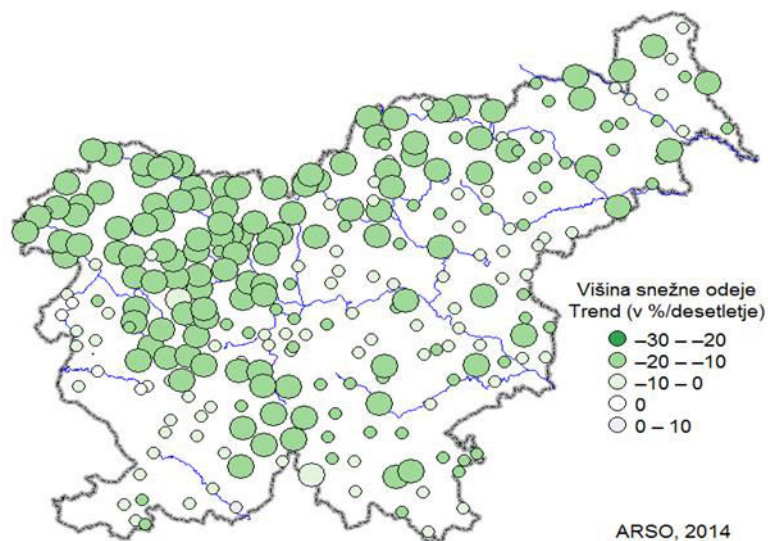 Višina snežne odeje
Trend (v %/desetletje)
–30 – –20
–20 – –10
–10 – 0
0
0 – 10
ARSO, 2014